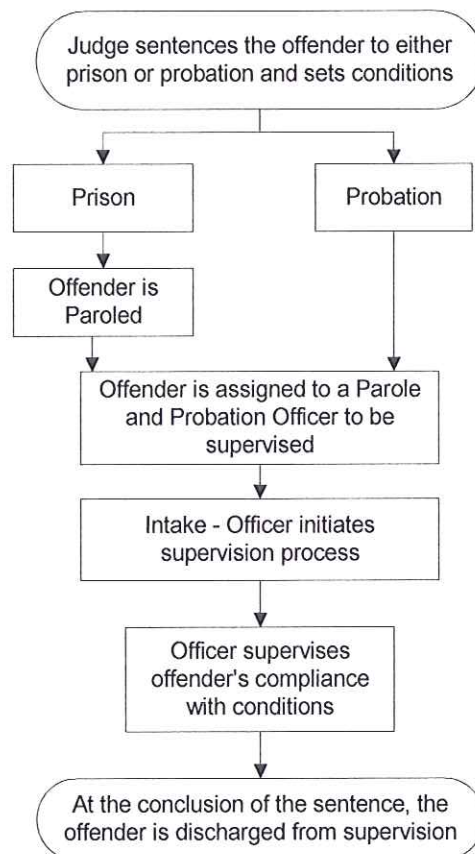 Judge sentences the offender to either
prison or probation and sets conditions
Prison
Probation
Offender is
Paroled
Offender is assigned to a Parole
and Probation Officer to be
supervised
Intake - Officer initiates
supervision process
Officer supervises
offender's compliance
with conditions
At the conclusion of the sentence, the
offender is discharged from supervision